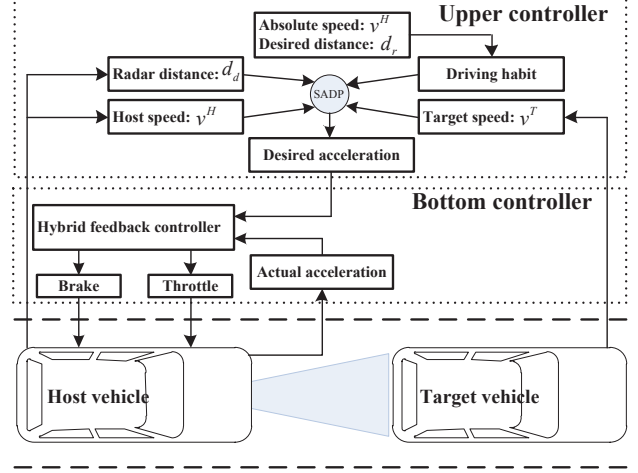 Upper controller
Absolute speed: v^H
Desired distance: d_r
Radar distance: d_d
Driving habit
SADP
Host speed: v^H
Target speed: v^T
Desired acceleration
Bottom controller
Hybrid feedback controller
Actual acceleration
Brake
Throttle
Host vehicle
Target vehicle